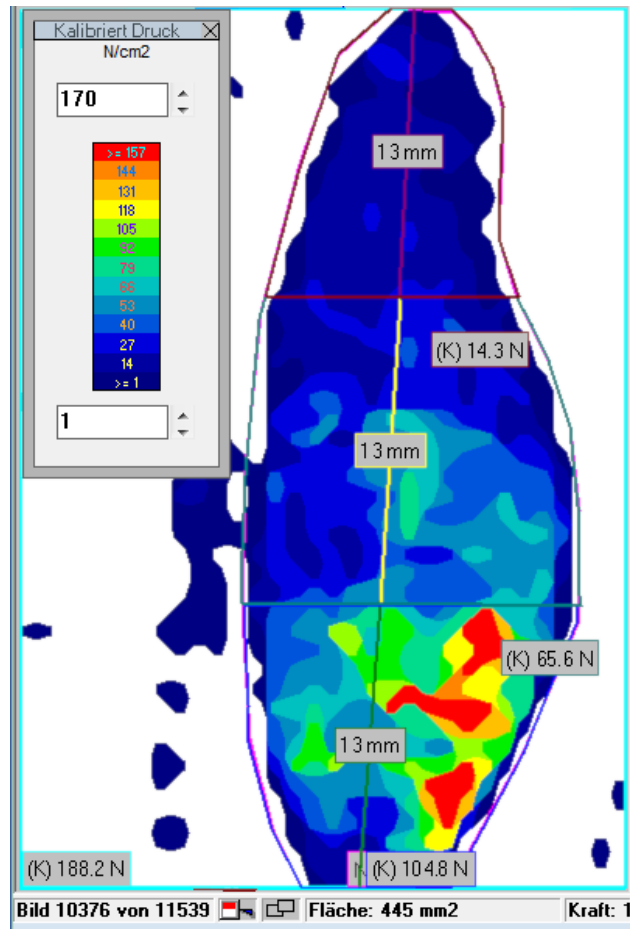 Kalibriert Druck
N/cm2
170
>= 157
144
131
118
105
92
79
66
53
40
27
14
>= 1
1
13 mm
(K) 14.3 N
13 mm
(K) 65.6 N
13 mm
(K) 188.2 N
(K) 104.8 N
Bild 10376 von 11539
Fläche: 445 mm2
Kraft: 1